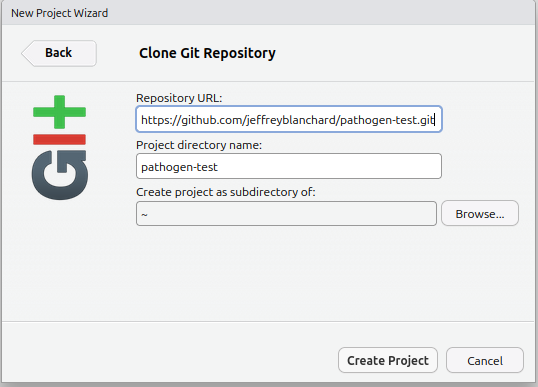 New Project Wizard
Back
Clone Git Repository
Repository URL:
https://github.com/jeffreyblanchard/pathogen-test.git
Project directory name:
pathogen-test
Create project as subdirectory of:
~
Browse...
git
Create Project
Cancel